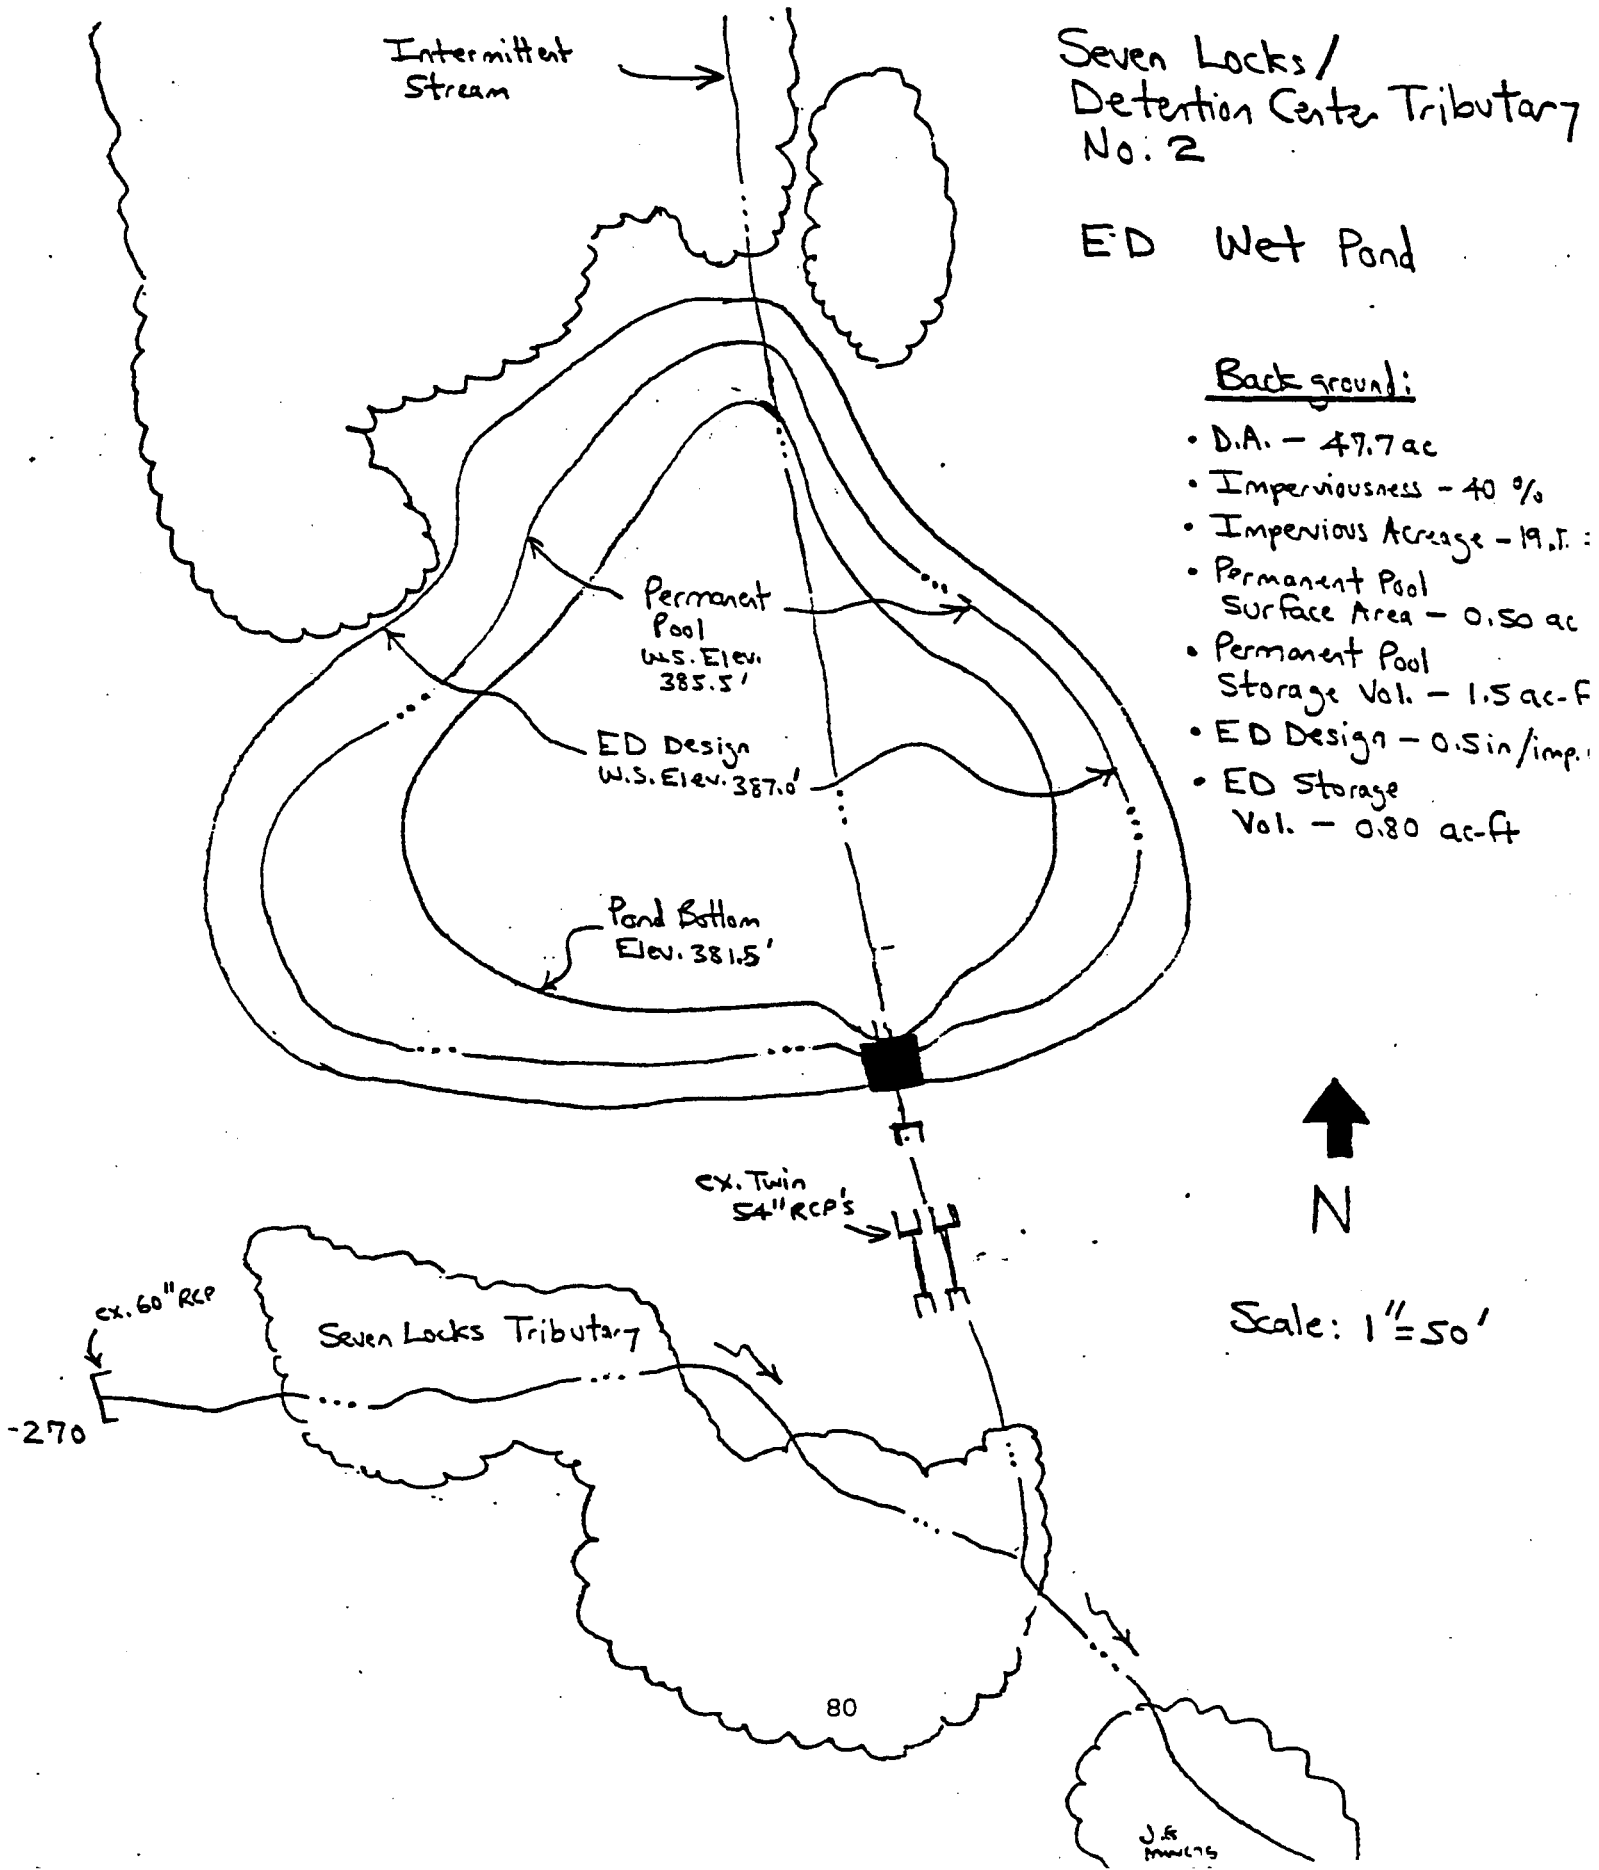 Intermittent
Stream
Seven Locks/
Detention Center Tributary
No. 2
ED Wet Pond
Background:
• D.A. – 47.7 ac
• Imperviousness – 40 %
• Impervious Acreage –
• Permanent Pool
Surface Area – 0.50 ac
• Permanent Pool
Storage Vol. – 1.5 ac-f
• ED Design – 0.5 in/imp.
• ED Storage
Vol. – 0.80 ac-ft
Permanent
Pool
W.S. Elev.
385.5'
ED Design
W.S. Elev. 387.0'
Pond Bottom
Elev. 381.5'
N
ex. Twin
54" RCP's
ex. 60" RCP
Seven Locks Tributary
Scale: 1"=50'
-270
80